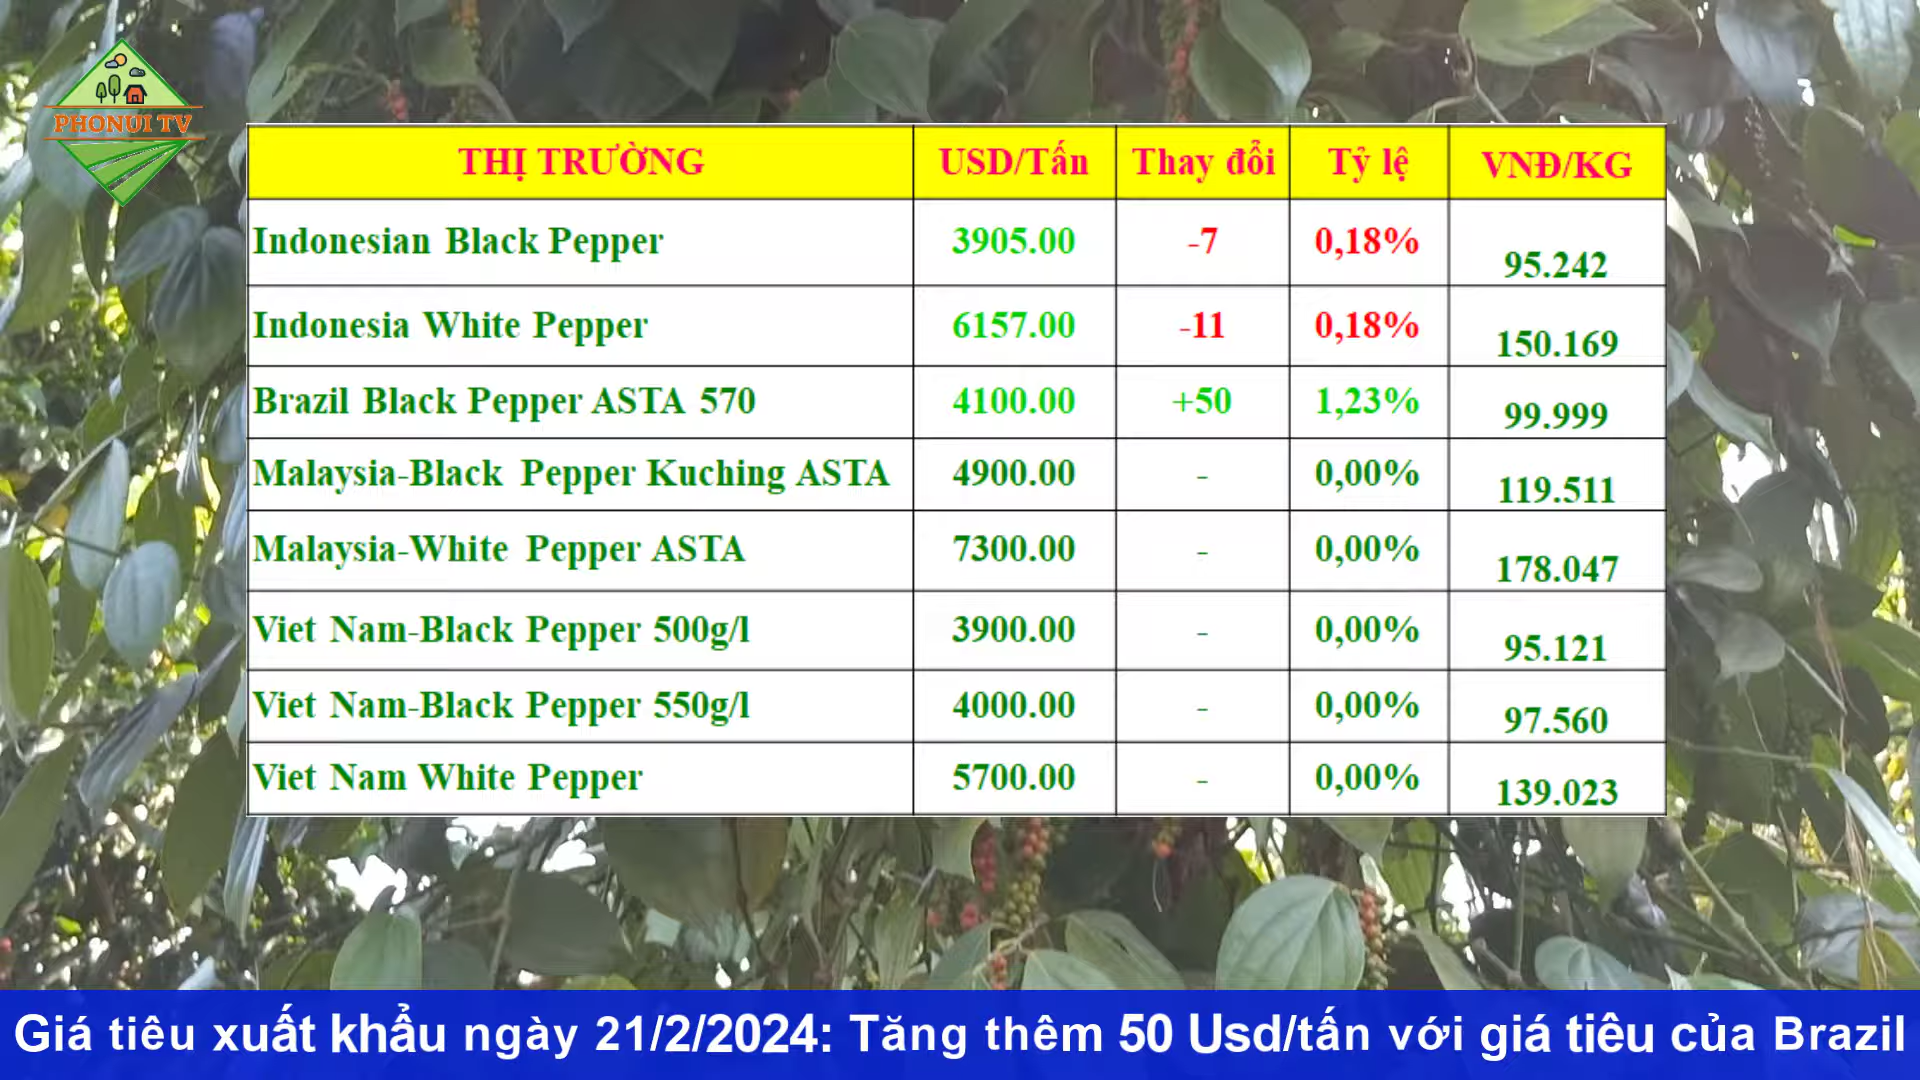 PHONUI TV
THỊ TRƯỜNG USD/Tấn Thay đổi Tỷ lệ VNĐ/KG
Indonesian Black Pepper 3905.00 -7 0,18% 95.242
Indonesia White Pepper 6157.00 -11 0,18% 150.169
Brazil Black Pepper ASTA 570 4100.00 +50 1,23% 99.999
Malaysia-Black Pepper Kuching ASTA 4900.00 - 0,00% 119.511
Malaysia-White Pepper ASTA 7300.00 - 0,00% 178.047
Viet Nam-Black Pepper 500g/l 3900.00 - 0,00% 95.121
Viet Nam-Black Pepper 550g/l 4000.00 - 0,00% 97.560
Viet Nam White Pepper 5700.00 - 0,00% 139.023
Giá tiêu xuất khẩu ngày 21/2/2024: Tăng thêm 50 Usd/tấn với giá tiêu của Brazil